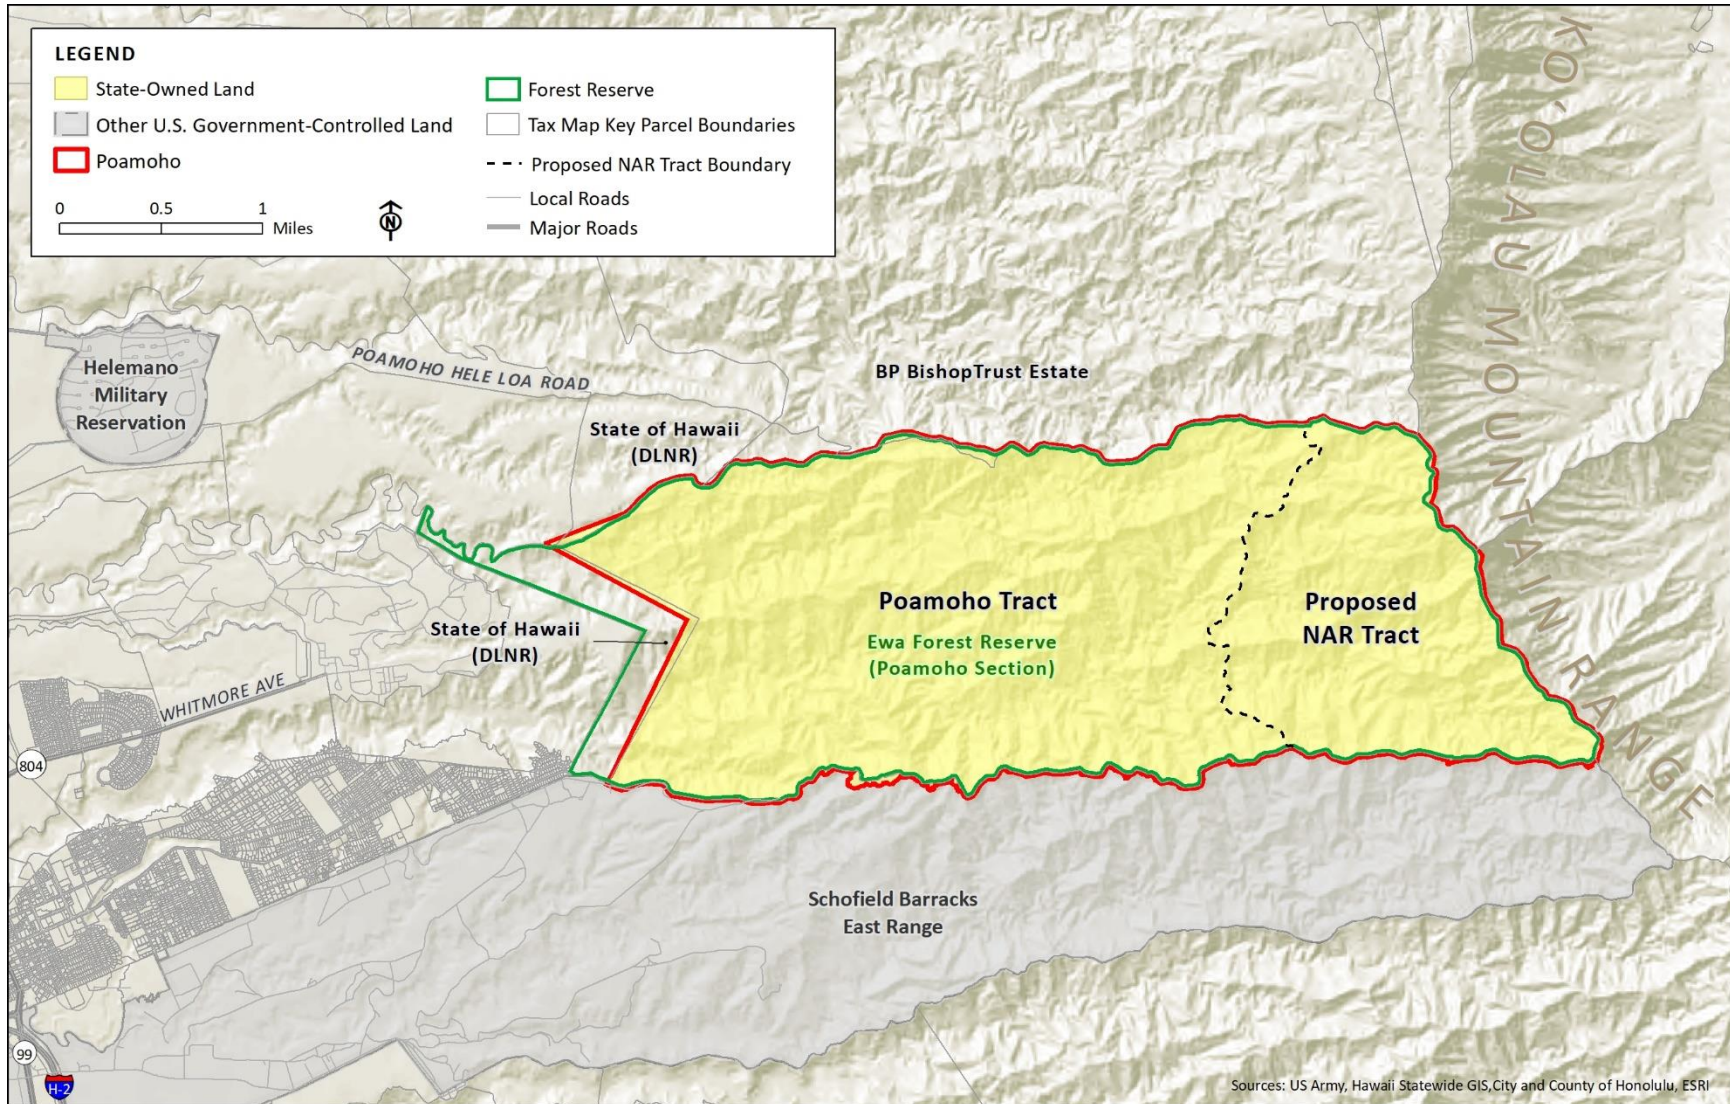 LEGEND
State-Owned Land
Other U.S. Government-Controlled Land
Poamoho
Forest Reserve
Tax Map Key Parcel Boundaries
Proposed NAR Tract Boundary
Local Roads
Major Roads
0 0.5 1
Miles
N
KO'OLAU MOUNTAIN RANGE
Helemano
Military
Reservation
POAMOHO HELE LOA ROAD
BP BishopTrust Estate
State of Hawaii
(DLNR)
Poamoho Tract
Ewa Forest Reserve
(Poamoho Section)
Proposed
NAR Tract
State of Hawaii
(DLNR)
WHITMORE AVE
804
Schofield Barracks
East Range
99
H-2
Sources: US Army, Hawaii Statewide GIS,City and County of Honolulu, ESRI